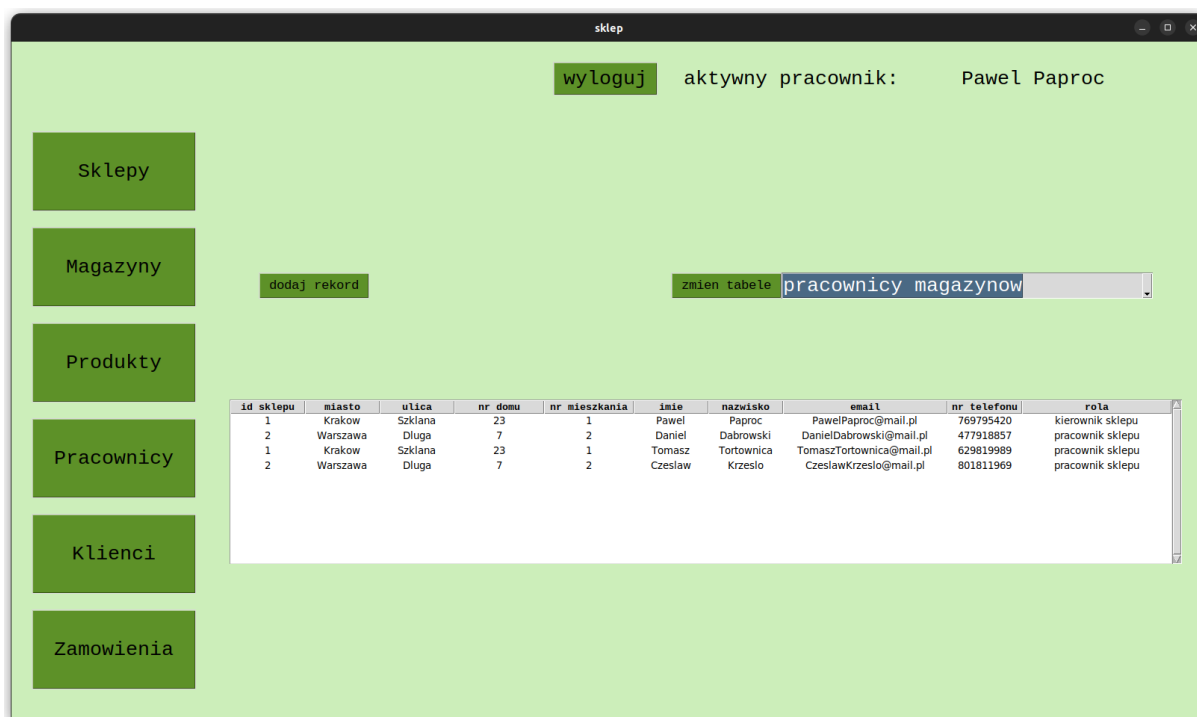 sklep
wyloguj aktywny pracownik: Pawel Paproc
Sklepy
Magazyny
Produkty
Pracownicy
Klienci
Zamowienia
dodaj rekord zmien tabele pracownicy magazynow
id sklepu miasto ulica nr domu nr mieszkania imie nazwisko email nr telefonu rola
1 Krakow Szklana 23 1 Pawel Paproc PawelPaproc@mail.pl 769795420 kierownik sklepu
2 Warszawa Dluga 7 2 Daniel Dabrowski DanielDabrowski@mail.pl 477918857 pracownik sklepu
1 Krakow Szklana 23 1 Tomasz Tortownica TomaszTortownica@mail.pl 629819989 pracownik sklepu
2 Warszawa Dluga 7 2 Czeslaw Krzeslo CzeslawKrzeslo@mail.pl 801811969 pracownik sklepu